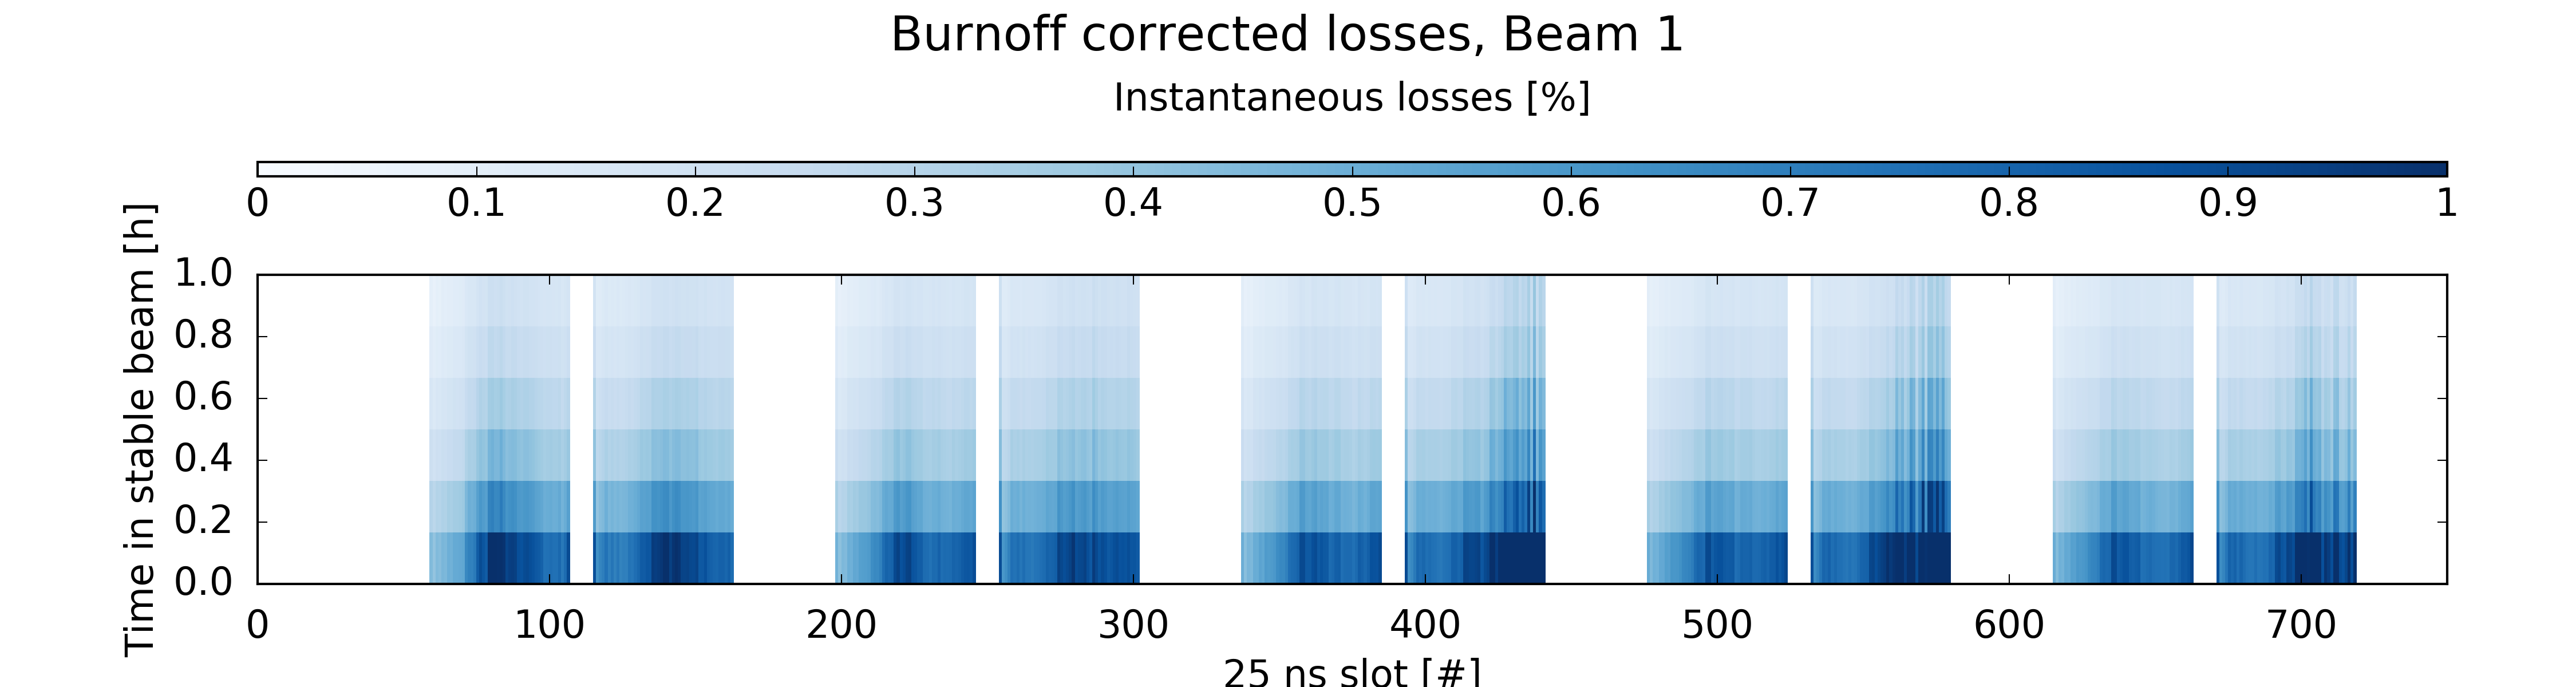 Burnoff corrected losses, Beam 1
Instantaneous losses [%]
0 0.1 0.2 0.3 0.4 0.5 0.6 0.7 0.8 0.9 1
Time in stable beam [h]
1.0
0.8
0.6
0.4
0.2
0.0
0 100 200 300 400 500 600 700
25 ns slot [#]